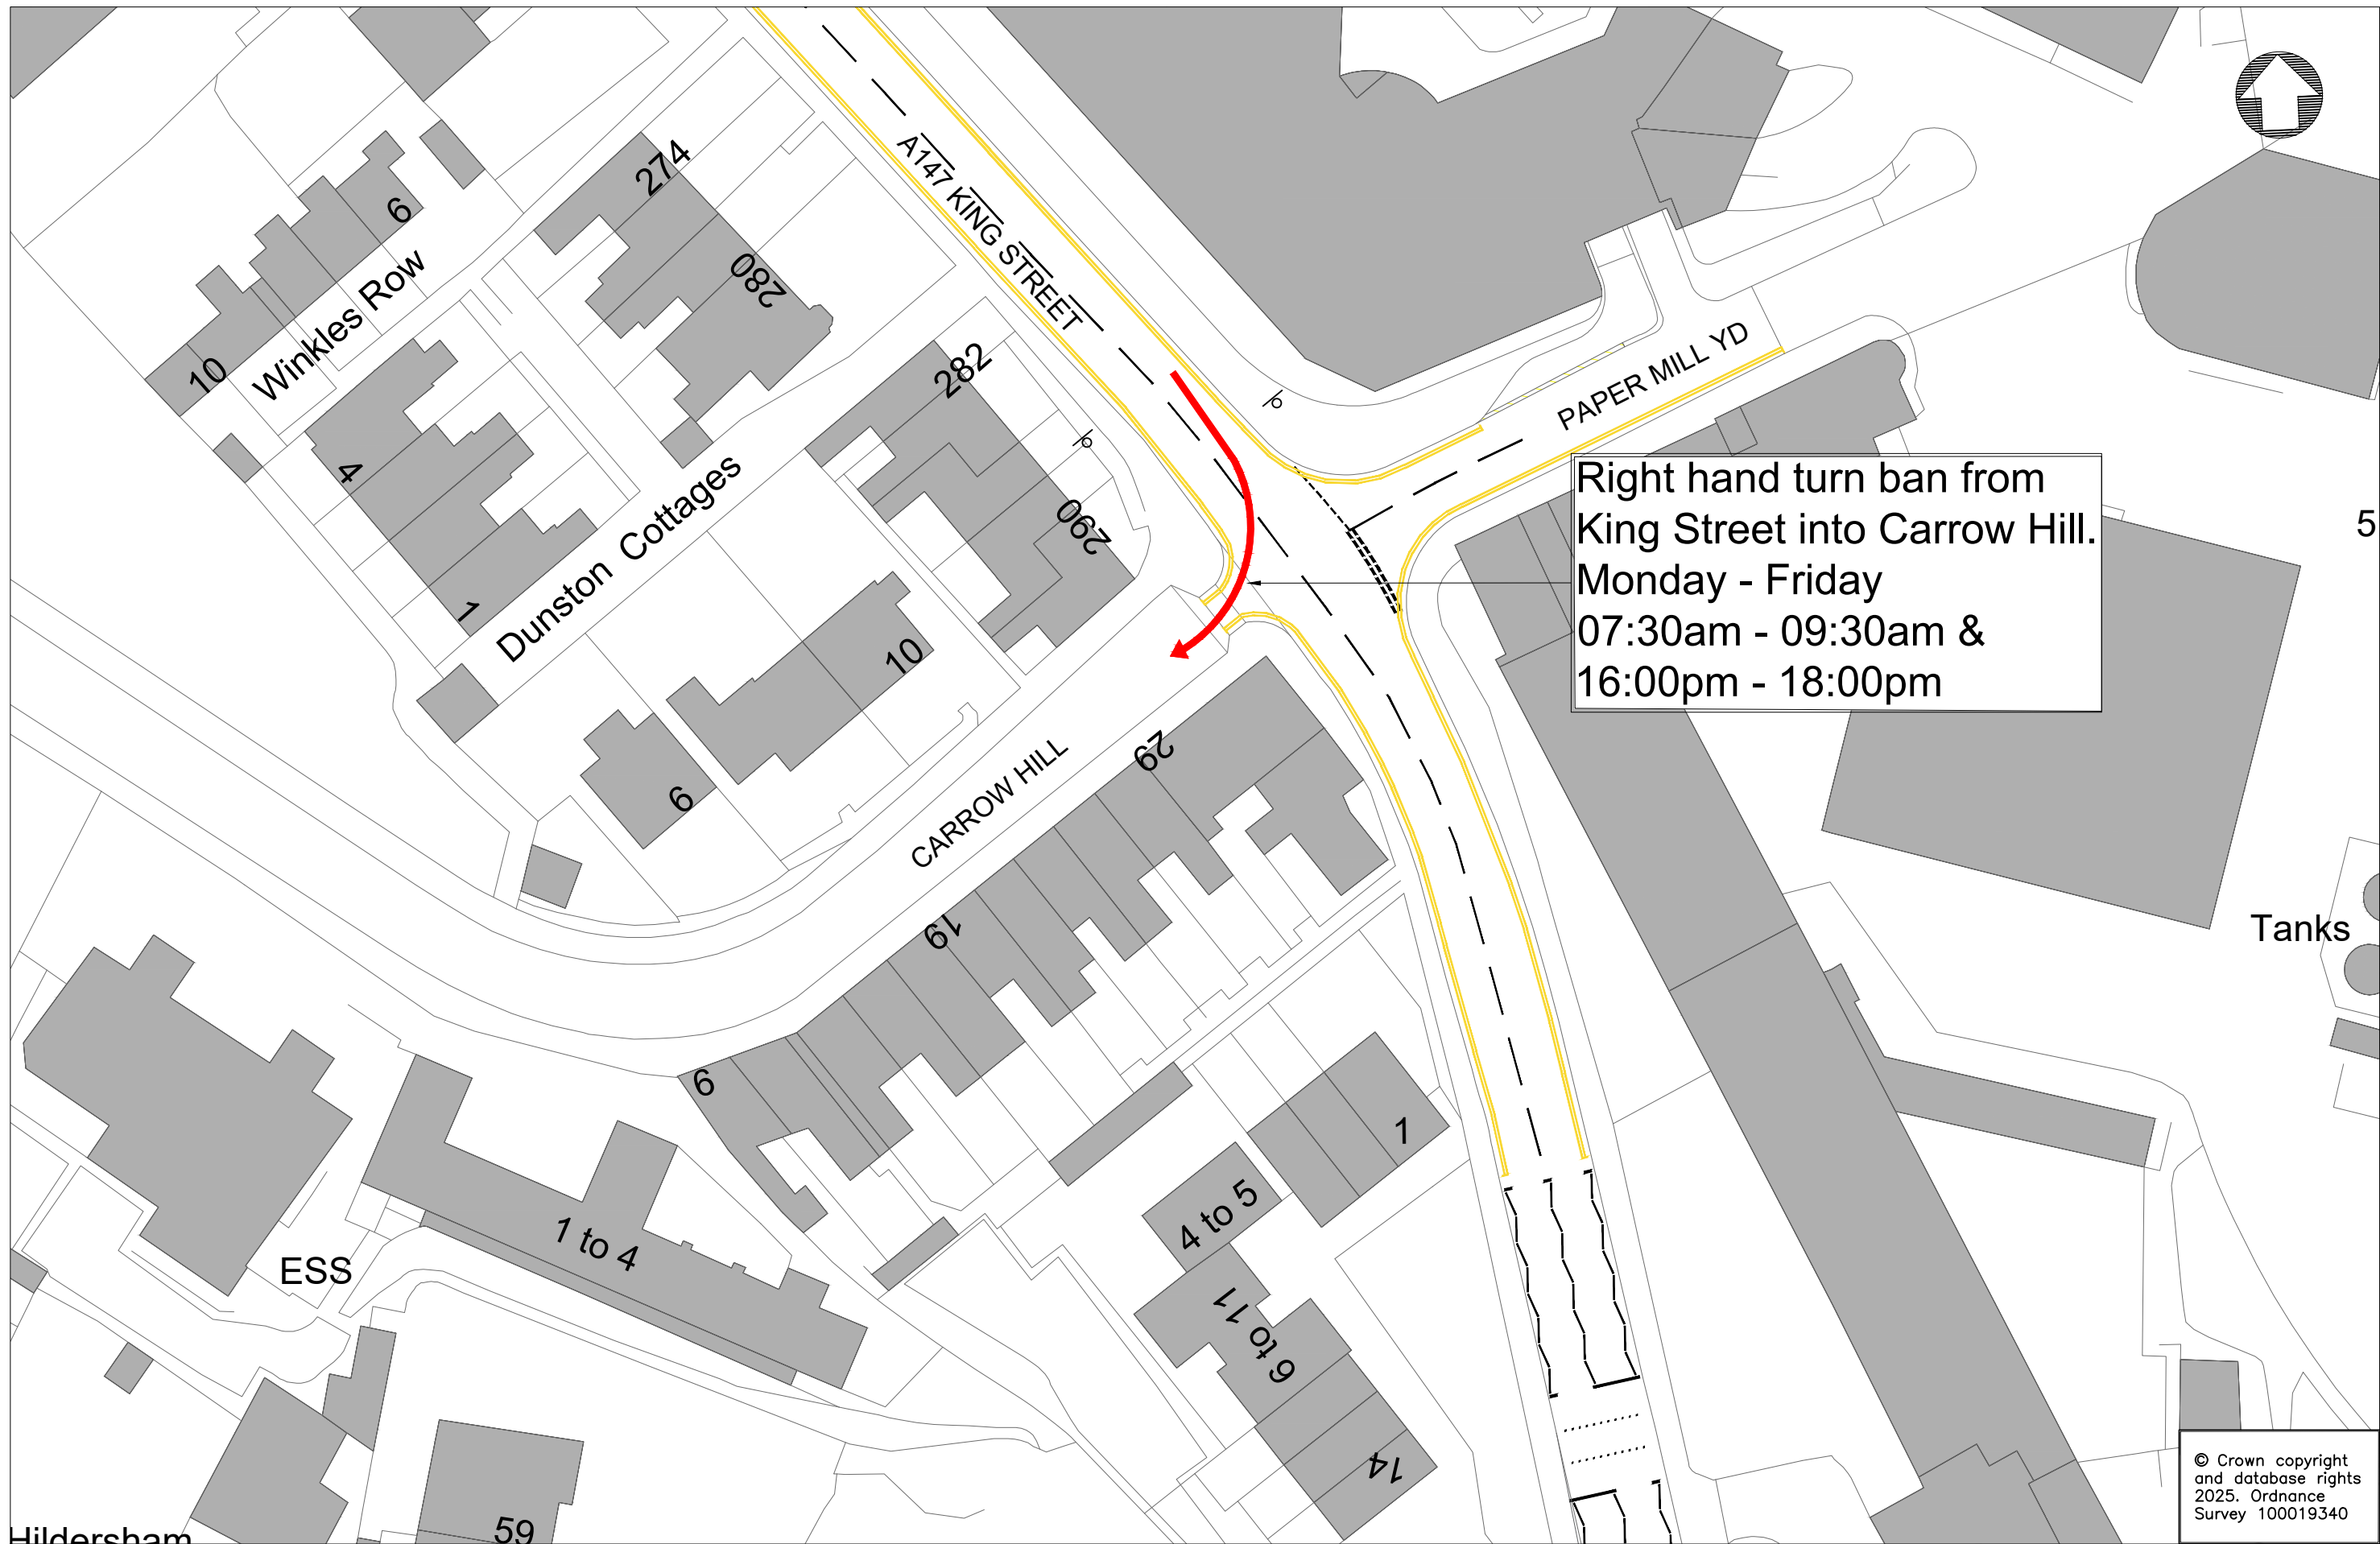 274
A147 KING STREET
6
280
Winkles Row
10
282
PAPER MILL YD
4
290
Dunston Cottages
1
Right hand turn ban from
King Street into Carrow Hill.
Monday - Friday
07:30am - 09:30am &
16:00pm - 18:00pm
5
10
6
29
CARROW HILL
19
Tanks
9
1
4 to 5
1 to 4
ESS
6 to 11
14
59
Hildersham
© Crown copyright
and database rights
2025. Ordnance
Survey 100019340